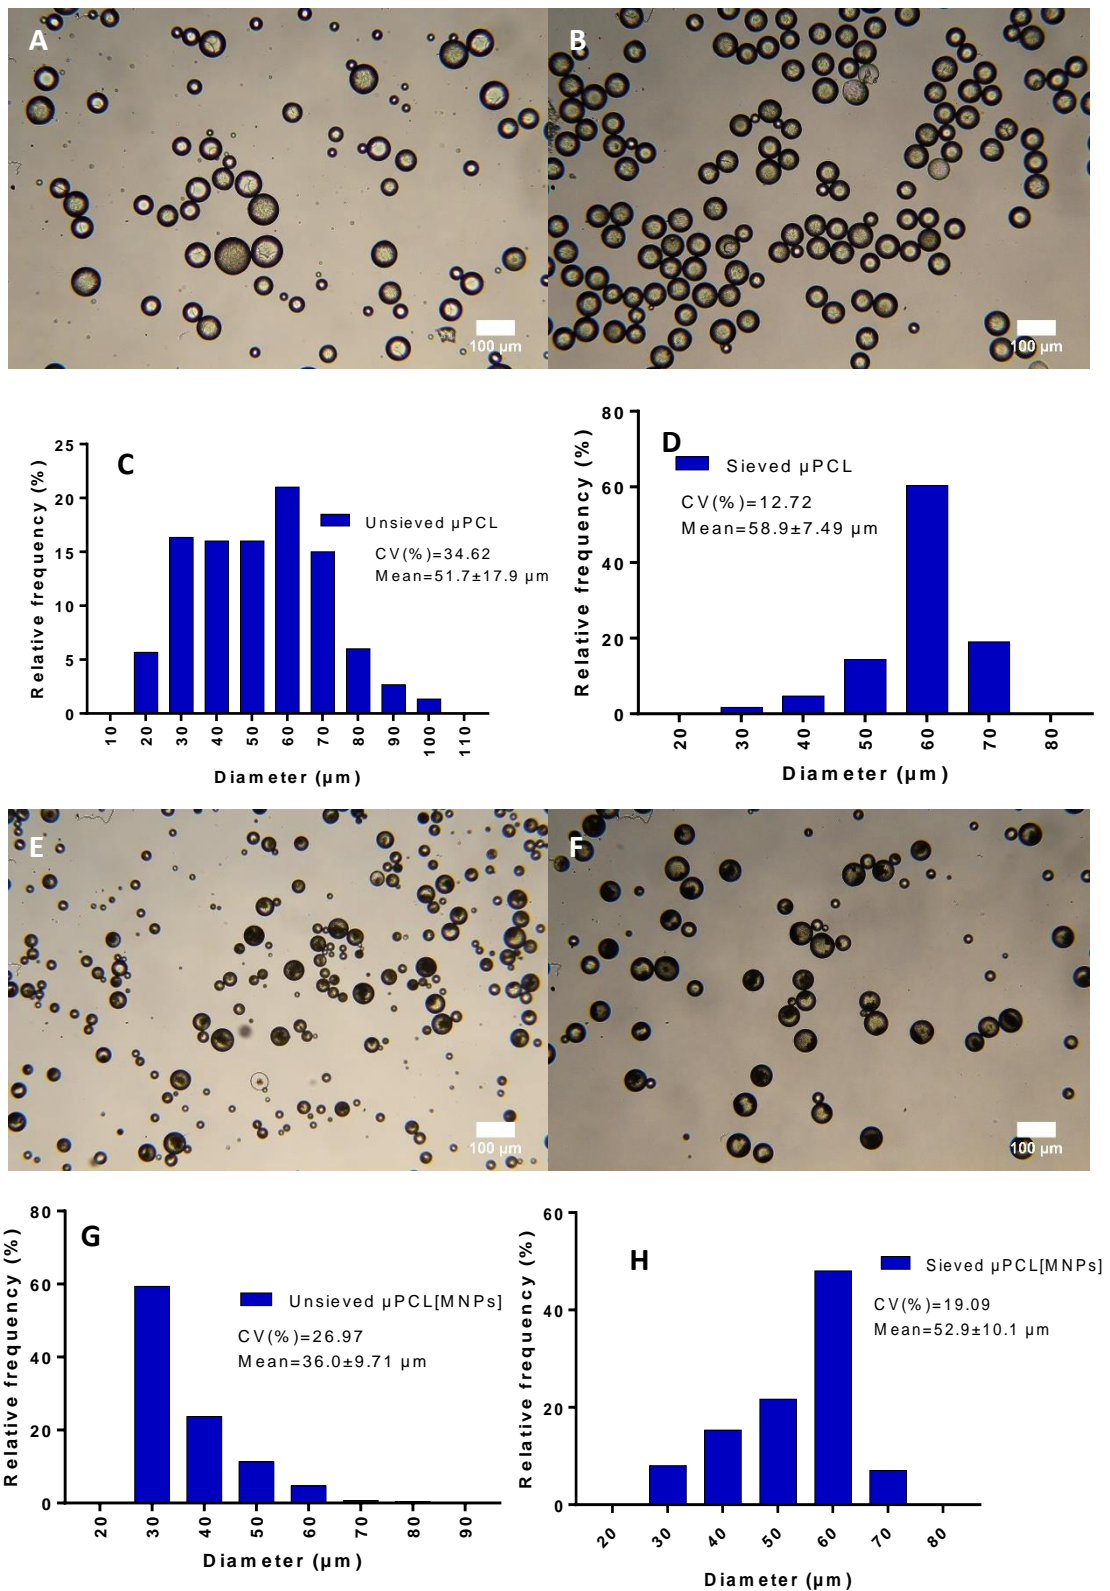 A
B
100 µm
100 µm
C
Relative frequency (%)
25
20
15
10
5
0
Unsieved µPCL
CV(%)=34.62
Mean=51.7±17.9 µm
10 20 30 40 50 60 70 80 90 100 110
Diameter (µm)
D
Relative frequency (%)
80
60
40
20
0
Sieved µPCL
CV(%)=12.72
Mean=58.9±7.49 µm
20 30 40 50 60 70 80
Diameter (µm)
E
F
100 µm
100 µm
G
Relative frequency (%)
80
60
40
20
0
Unsieved µPCL[MNPs]
CV(%)=26.97
Mean=36.0±9.71 µm
20 30 40 50 60 70 80 90
Diameter (µm)
H
Relative frequency (%)
60
40
20
0
Sieved µPCL[MNPs]
CV(%)=19.09
Mean=52.9±10.1 µm
20 30 40 50 60 70 80
Diameter (µm)